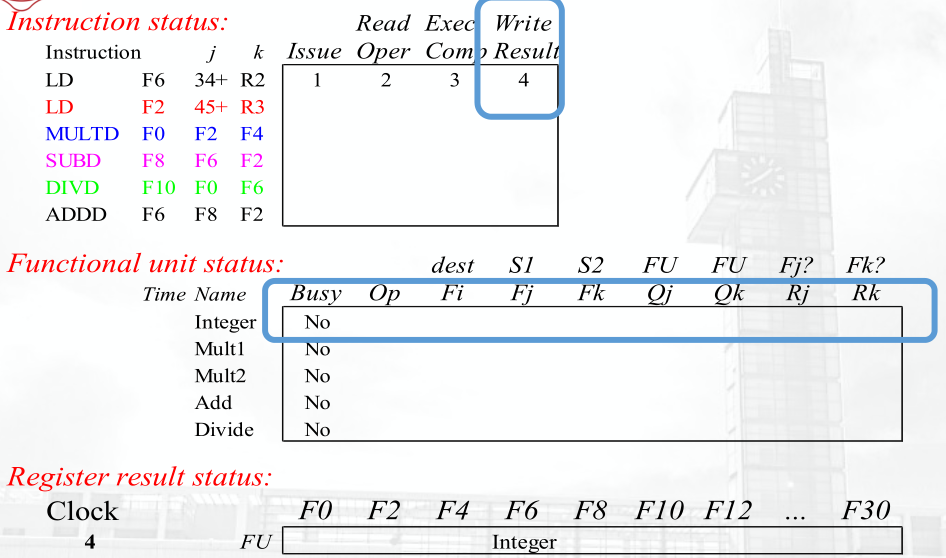 Instruction status: Read Exec Write
Instruction j k Issue Oper Comp Result
LD F6 34+ R2 1 2 3 4
LD F2 45+ R3
MULTD F0 F2 F4
SUBD F8 F6 F2
DIVD F10 F0 F6
ADDD F6 F8 F2
Functional unit status: dest S1 S2 FU FU Fj? Fk?
Time Name Busy Op Fi Fj Fk Qj Qk Rj Rk
Integer No
Mult1 No
Mult2 No
Add No
Divide No
Register result status:
Clock F0 F2 F4 F6 F8 F10 F12 ... F30
4 FU Integer